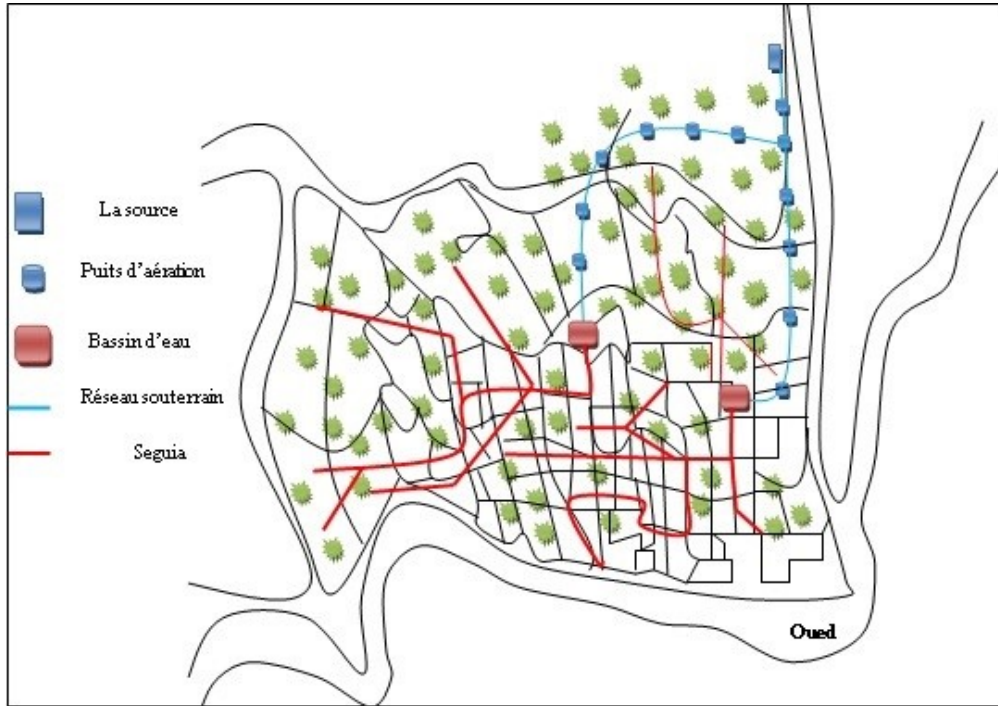 La source
Puits d'aération
Bassin d'eau
Réseau souterrain
Seguia
Oued